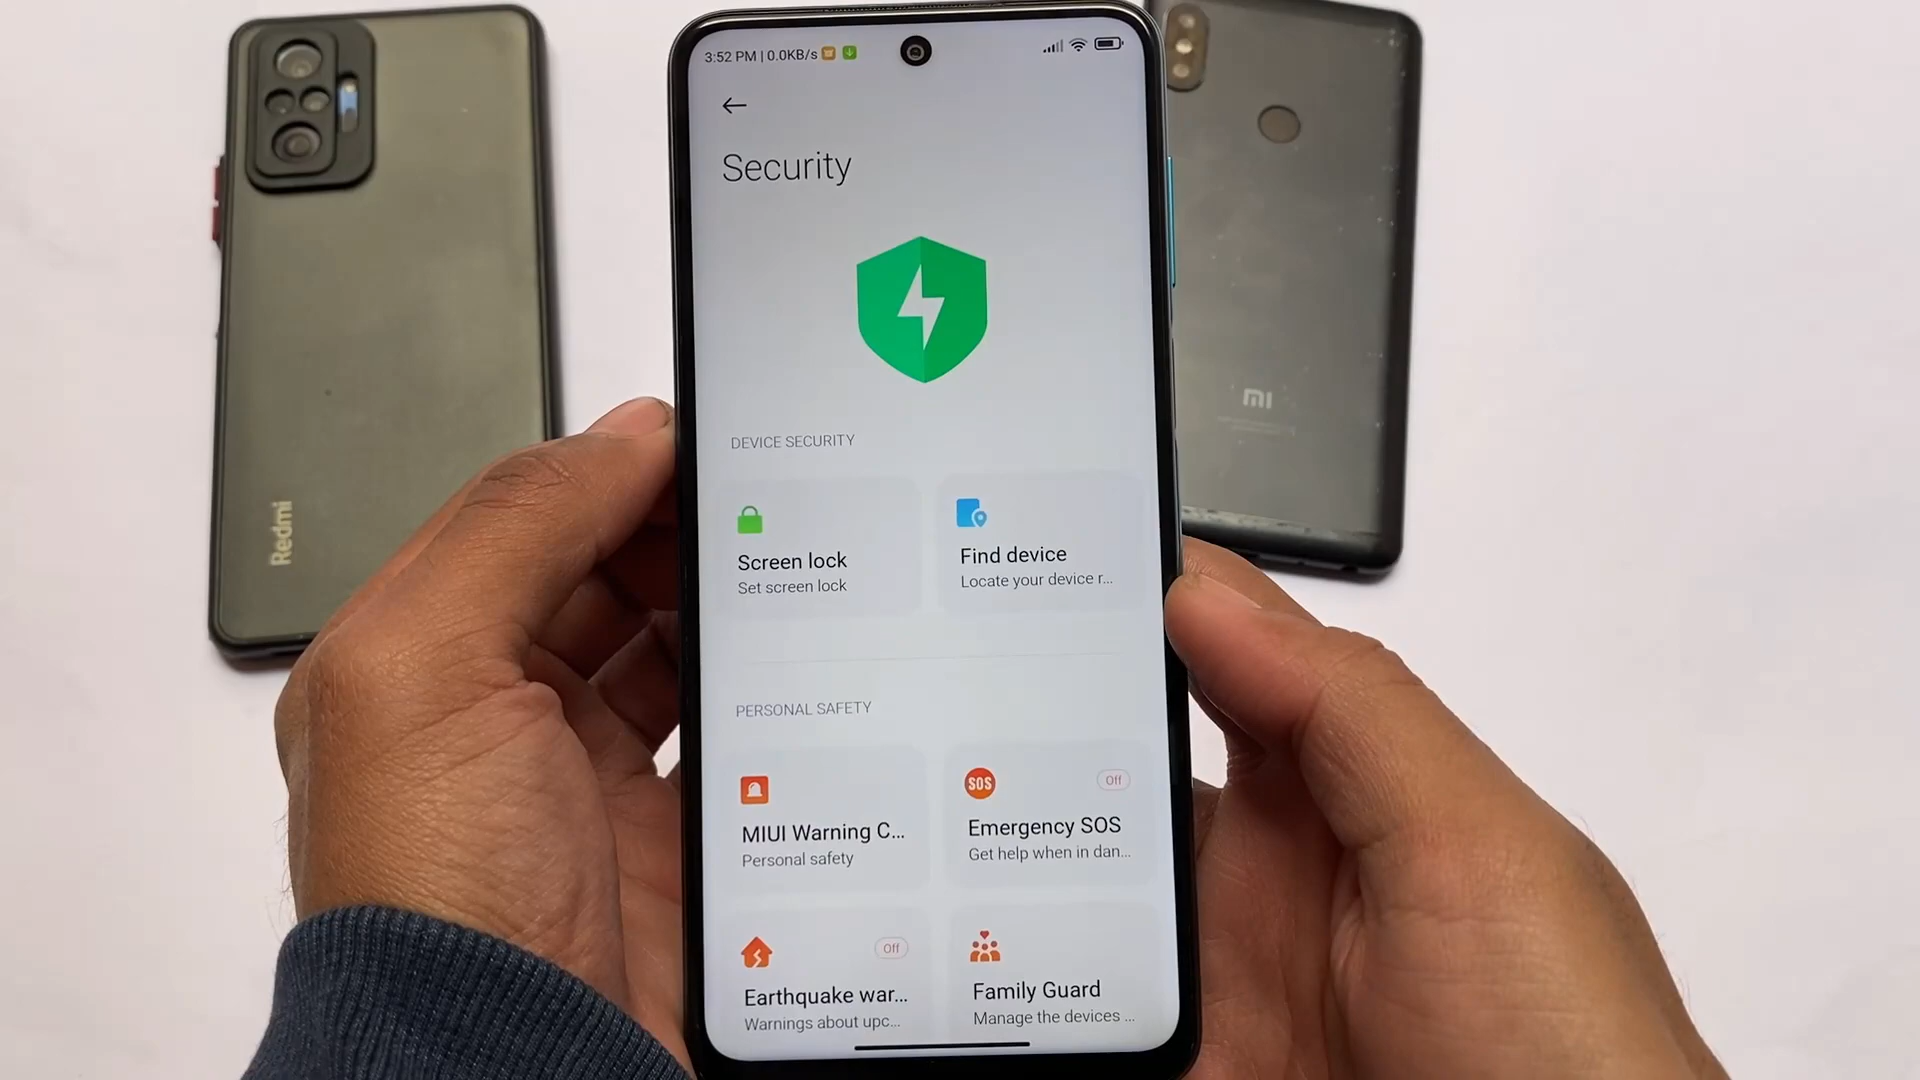 3:52 PM | 0.0KB/s
Security
DEVICE SECURITY
Screen lock
Set screen lock
Find device
Locate your device r...
PERSONAL SAFETY
MIUI Warning C...
Personal safety
SOS
Off
Emergency SOS
Get help when in dan...
Off
Earthquake war...
Warnings about upc...
Family Guard
Manage the devices ...
Redmi
mi